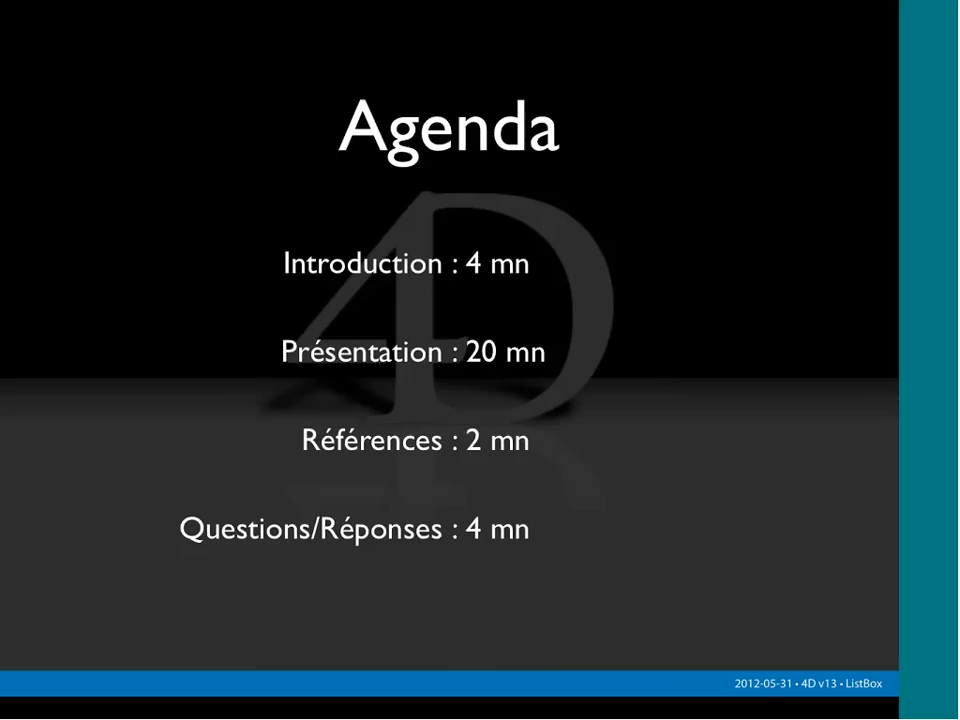 Agenda
4D
Introduction : 4 mn
Présentation : 20 mn
Références : 2 mn
Questions/Réponses : 4 mn
2012-05-31 • 4D v13 • ListBox